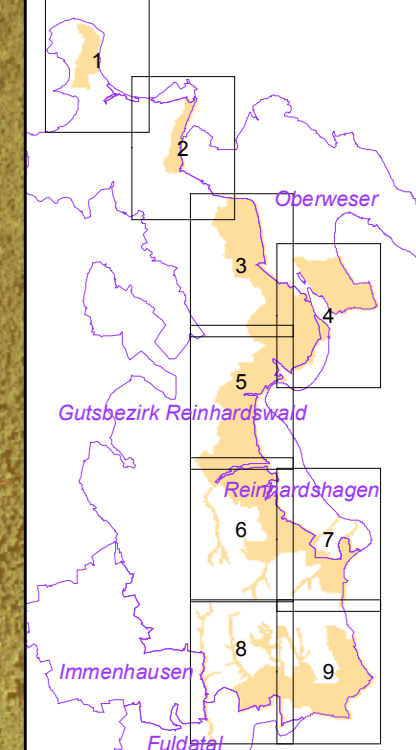 1
2
Oberweser
3
4
5
Gutsbezirk Reinhardswald
Reinhardshagen
6
7
8
Immenhausen
9
Fuldatal